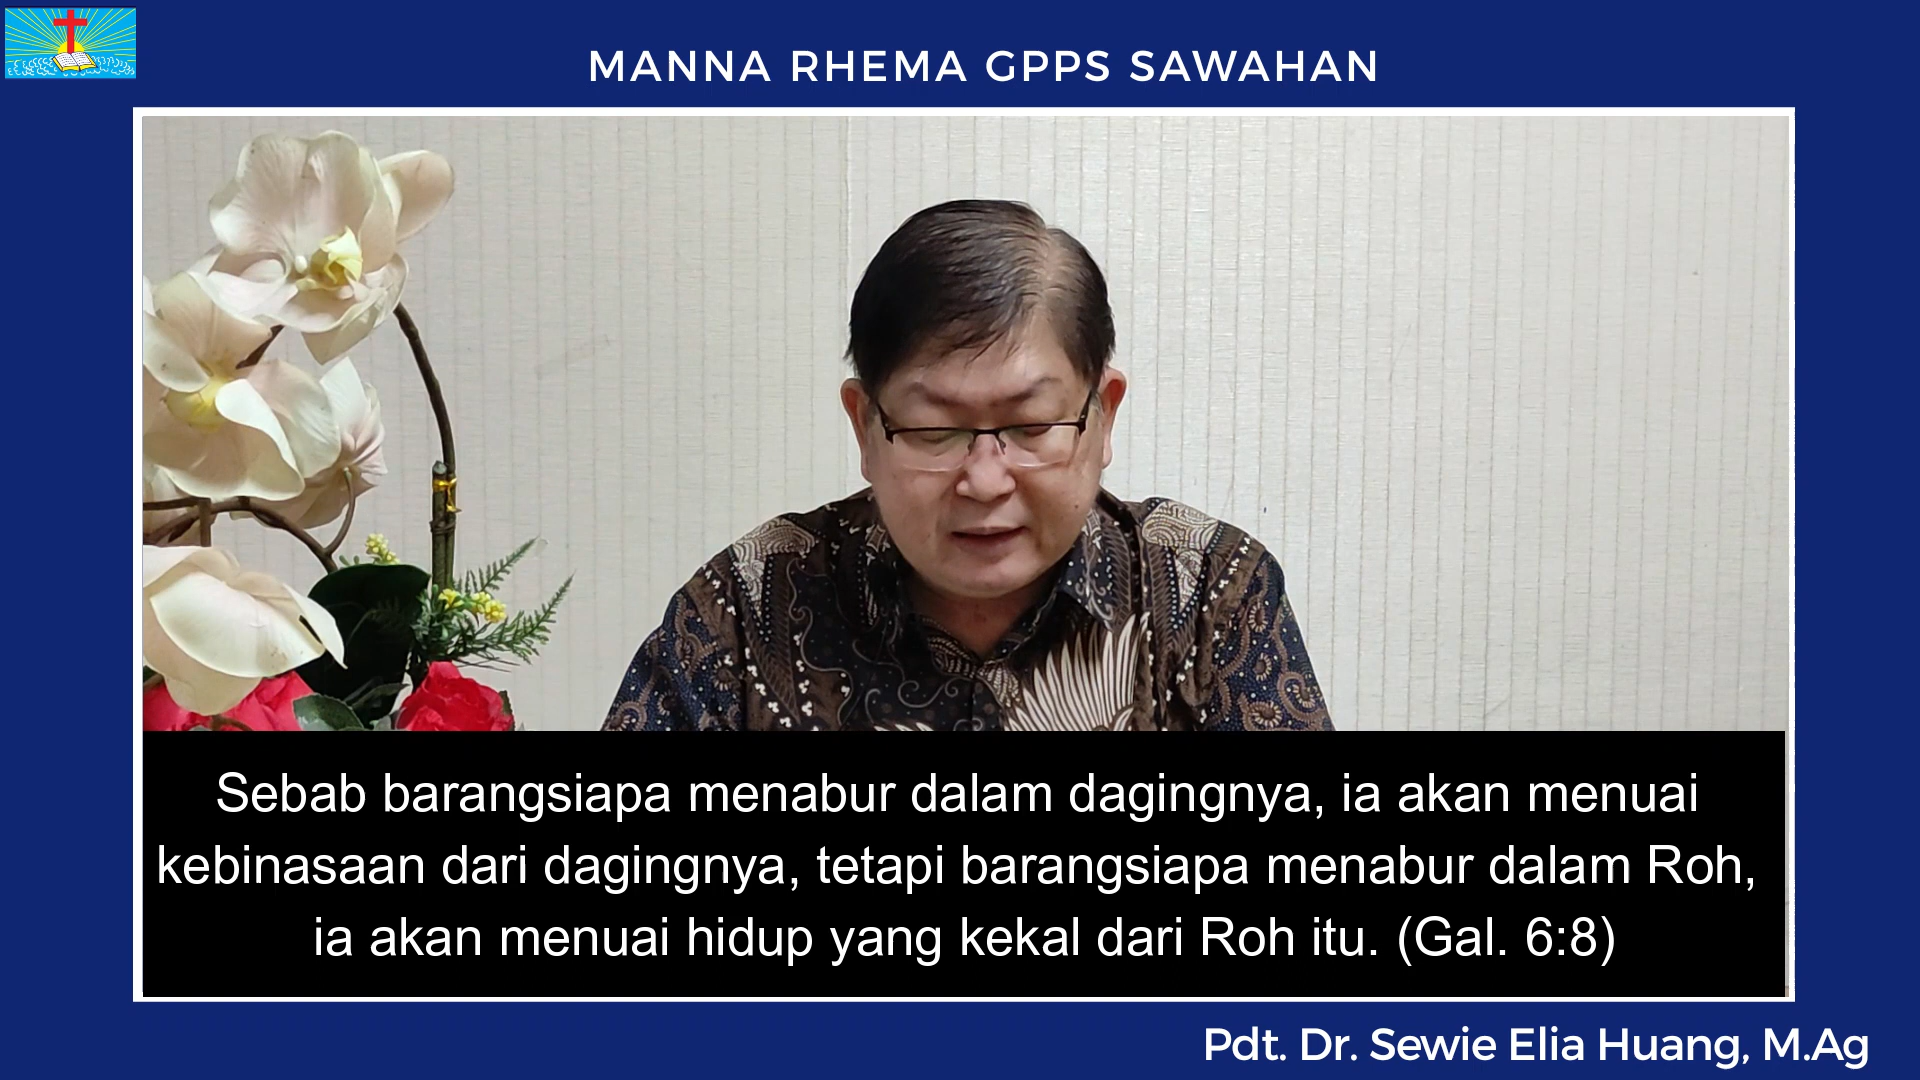 MANNA RHEMA GPPS SAWAHAN
Sebab barangsiapa menabur dalam dagingnya, ia akan menuai
kebinasaan dari dagingnya, tetapi barangsiapa menabur dalam Roh,
ia akan menuai hidup yang kekal dari Roh itu. (Gal. 6:8)
Pdt. Dr. Sewie Elia Huang, M.Ag